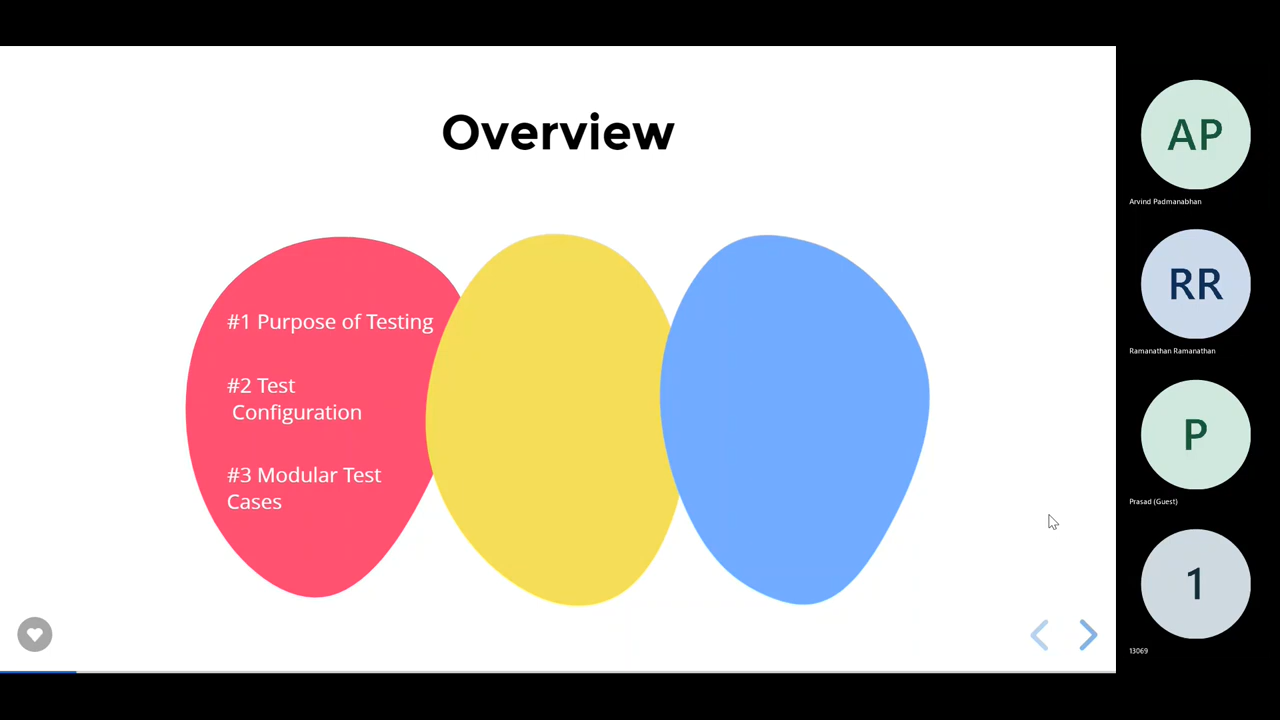 Overview
#1 Purpose of Testing
#2 Test
Configuration
#3 Modular Test
Cases
AP
Arvind Padmanabhan
RR
Ramanathan Ramanathan
P
Prasad (Guest)
1
13069